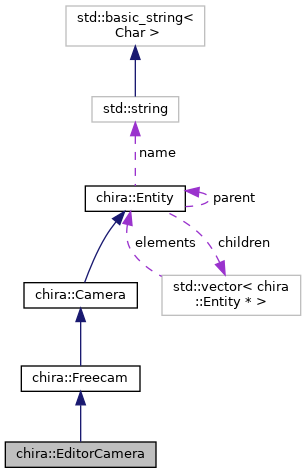 std::basic_string<
Char >
std::string
name
chira::Entity
parent
elements
children
chira::Camera
std::vector< chira
::Entity * >
chira::Freecam
chira::EditorCamera